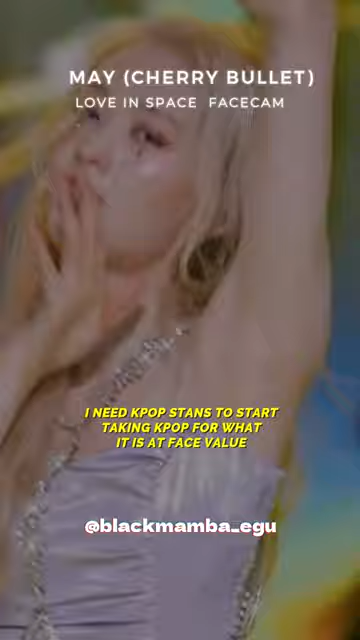 MAY (CHERRY BULLET)
LOVE IN SPACE FACECAM
I NEED KPOP STANS TO START
TAKING KPOP FOR WHAT
IT IS AT FACE VALUE
@blackmamba_egu